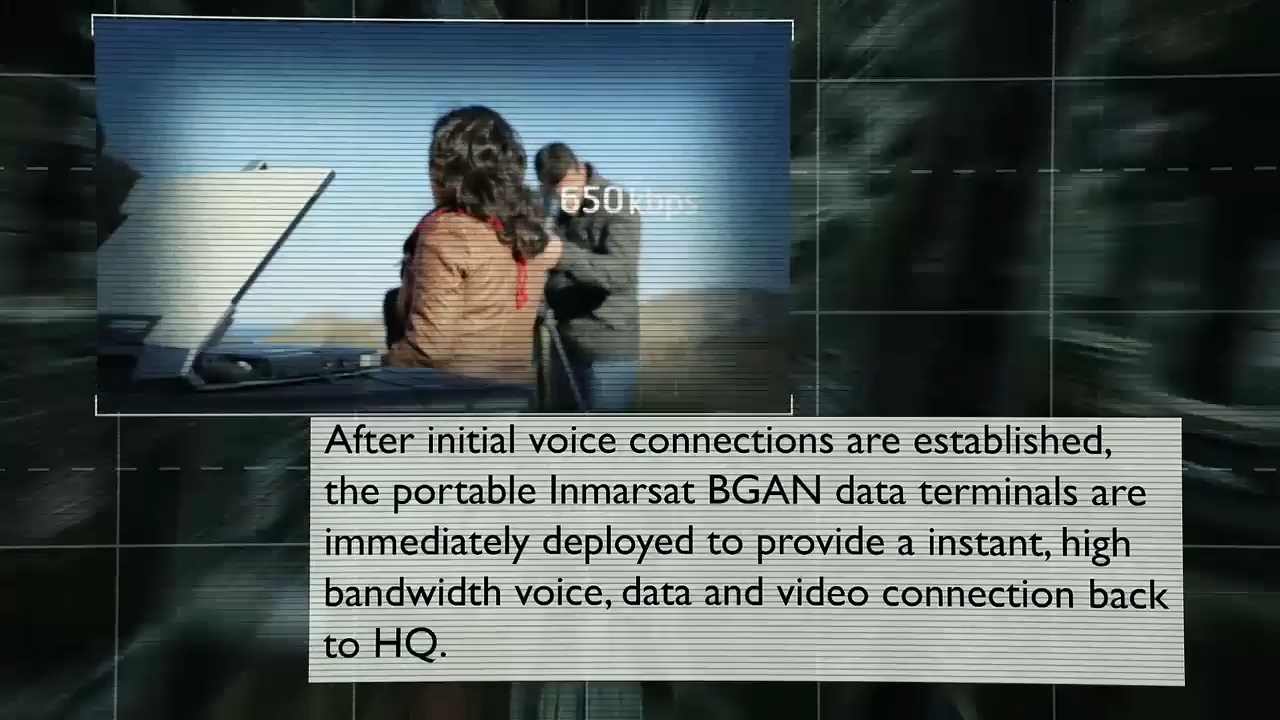 650kbps
After initial voice connections are established,
the portable Inmarsat BGAN data terminals are
immediately deployed to provide a instant, high
bandwidth voice, data and video connection back
to HQ.